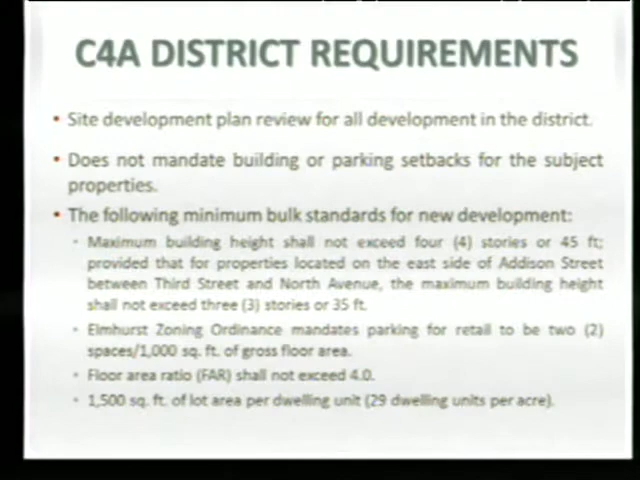 C4A DISTRICT REQUIREMENTS
• Site development plan review for all development in the district.
• Does not mandate building or parking setbacks for the subject
properties.
• The following minimum bulk standards for new development:
• Maximum building height shall not exceed four (4) stories or 45 ft;
provided that for properties located on the east side of Addison Street
between Third Street and North Avenue, the maximum building height
shall not exceed three (3) stories or 35 ft.
• Elmhurst Zoning Ordinance mandates parking for retail to be two (2)
spaces/1,000 sq. ft. of gross floor area.
• Floor area ratio (FAR) shall not exceed 4.0.
• 1,500 sq. ft. of lot area per dwelling unit (29 dwelling units per acre).